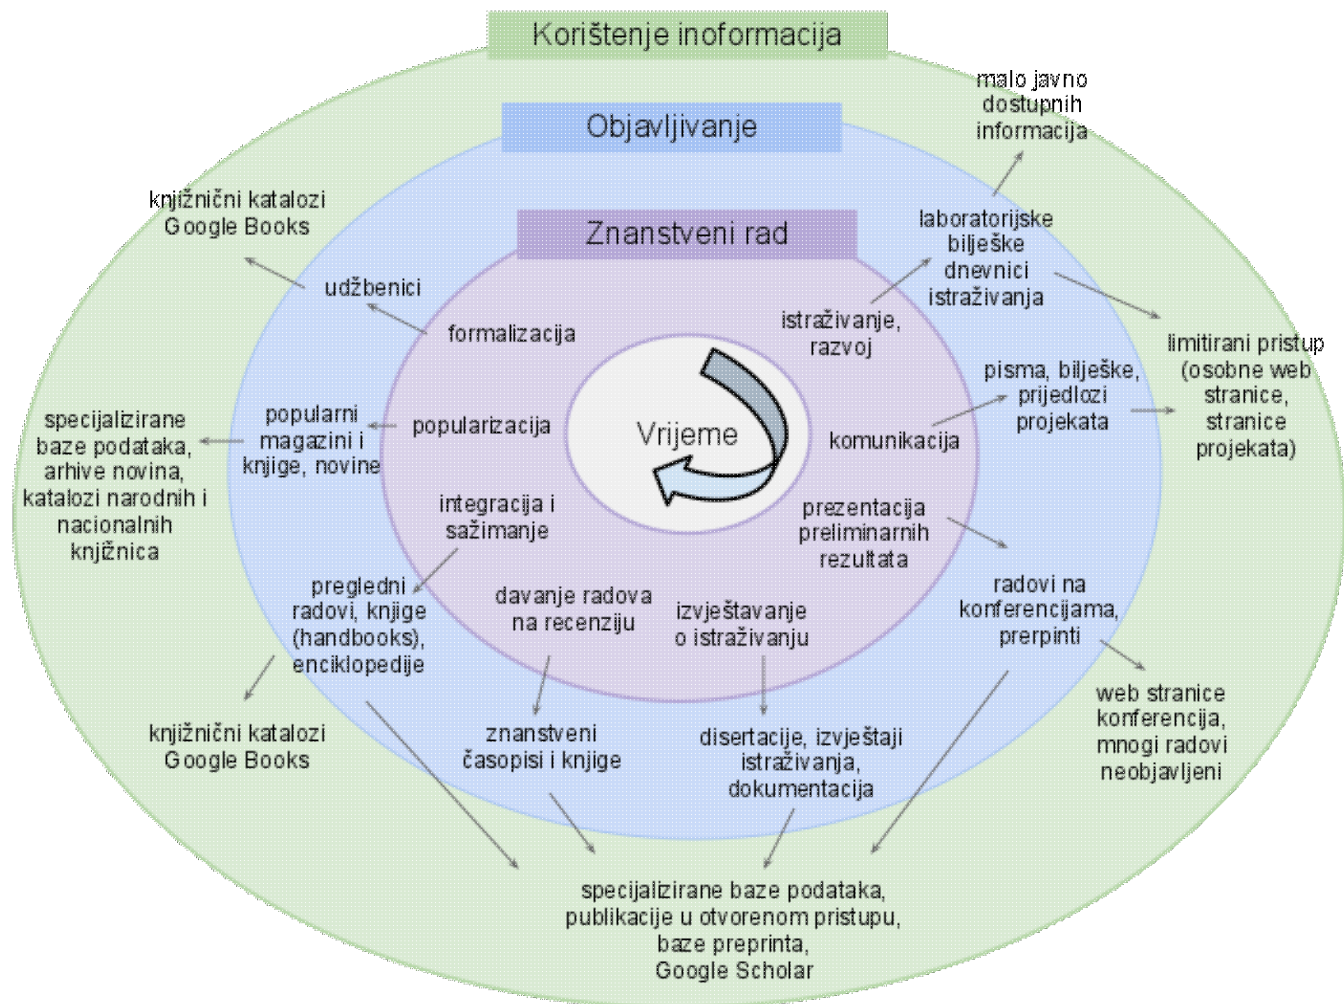 Korištenje inoformacija
Objavljivanje
Znanstveni rad
Vrijeme
malo javno
dostupnih
informacija
laboratorijske
bilješke
dnevnici
istraživanja
istraživanje,
razvoj
limitirani pristup
(osobne web
stranice,
stranice
projekata)
pisma, bilješke,
prijedlozi
projekata
komunikacija
prezentacija
preliminarnih
rezultata
radovi na
konferencijama,
prerpinti
web stranice
konferencija,
mnogi radovi
neobjavljeni
izvještavanje
o istraživanju
disertacije, izvještaji
istraživanja,
dokumentacija
davanje radova
na recenziju
znanstveni
časopisi i knjige
specijalizirane baze podataka,
publikacije u otvorenom pristupu,
baze preprinta,
Google Scholar
integracija i
sažimanje
pregledni
radovi, knjige
(handbooks),
enciklopedije
knjižnični katalozi
Google Books
popularizacija
popularni
magazini i
knjige, novine
specijalizirane
baze podataka,
arhive novina,
katalozi narodnih i
nacionalnih
knjižnica
formalizacija
udžbenici
knjižnični katalozi
Google Books